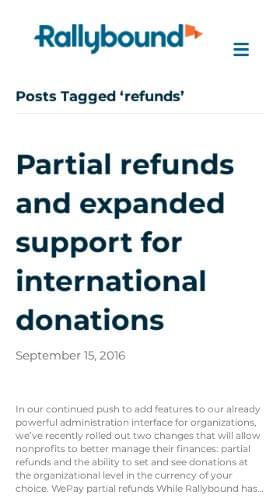 Rallybound
Posts Tagged ‘refunds’
Partial refunds
and expanded
support for
international
donations
September 15, 2016
In our continued push to add features to our already
powerful administration interface for organizations,
we’ve recently rolled out two changes that will allow
nonprofits to better manage their finances: partial
refunds and the ability to set and see donations at
the organizational level in the currency of your
choice. WePay partial refunds While Rallybound has...